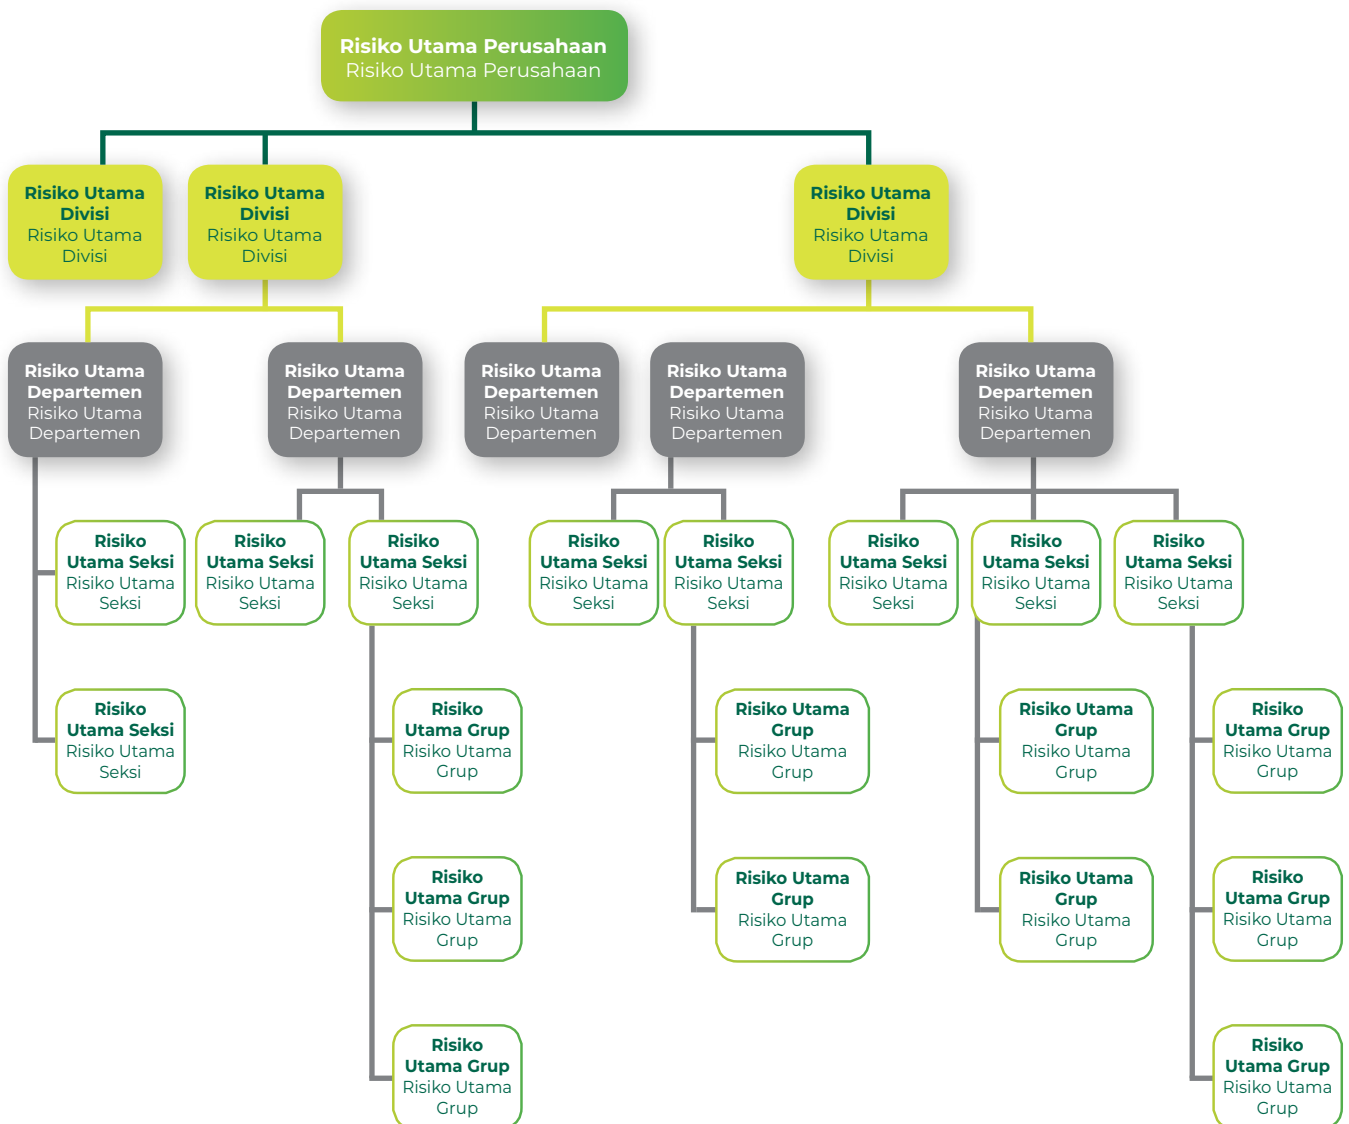 Risiko Utama Perusahaan
Risiko Utama Perusahaan
Risiko Utama
Divisi
Risiko Utama
Divisi
Risiko Utama
Divisi
Risiko Utama
Divisi
Risiko Utama
Divisi
Risiko Utama
Divisi
Risiko Utama
Departemen
Risiko Utama
Departemen
Risiko Utama
Departemen
Risiko Utama
Departemen
Risiko Utama
Departemen
Risiko Utama
Departemen
Risiko Utama
Departemen
Risiko Utama
Departemen
Risiko Utama
Departemen
Risiko Utama
Departemen
Risiko
Utama Seksi
Risiko Utama
Seksi
Risiko
Utama Seksi
Risiko Utama
Seksi
Risiko
Utama Seksi
Risiko Utama
Seksi
Risiko
Utama Seksi
Risiko Utama
Seksi
Risiko
Utama Seksi
Risiko Utama
Seksi
Risiko
Utama Seksi
Risiko Utama
Seksi
Risiko
Utama Seksi
Risiko Utama
Seksi
Risiko
Utama Seksi
Risiko Utama
Seksi
Risiko
Utama Seksi
Risiko Utama
Seksi
Risiko
Utama Grup
Risiko Utama
Grup
Risiko Utama
Grup
Risiko Utama
Grup
Risiko Utama
Grup
Risiko Utama
Grup
Risiko
Utama Grup
Risiko Utama
Grup
Risiko
Utama Grup
Risiko Utama
Grup
Risiko Utama
Grup
Risiko Utama
Grup
Risiko Utama
Grup
Risiko Utama
Grup
Risiko
Utama Grup
Risiko Utama
Grup
Risiko
Utama Grup
Risiko Utama
Grup
Risiko
Utama Grup
Risiko Utama
Grup